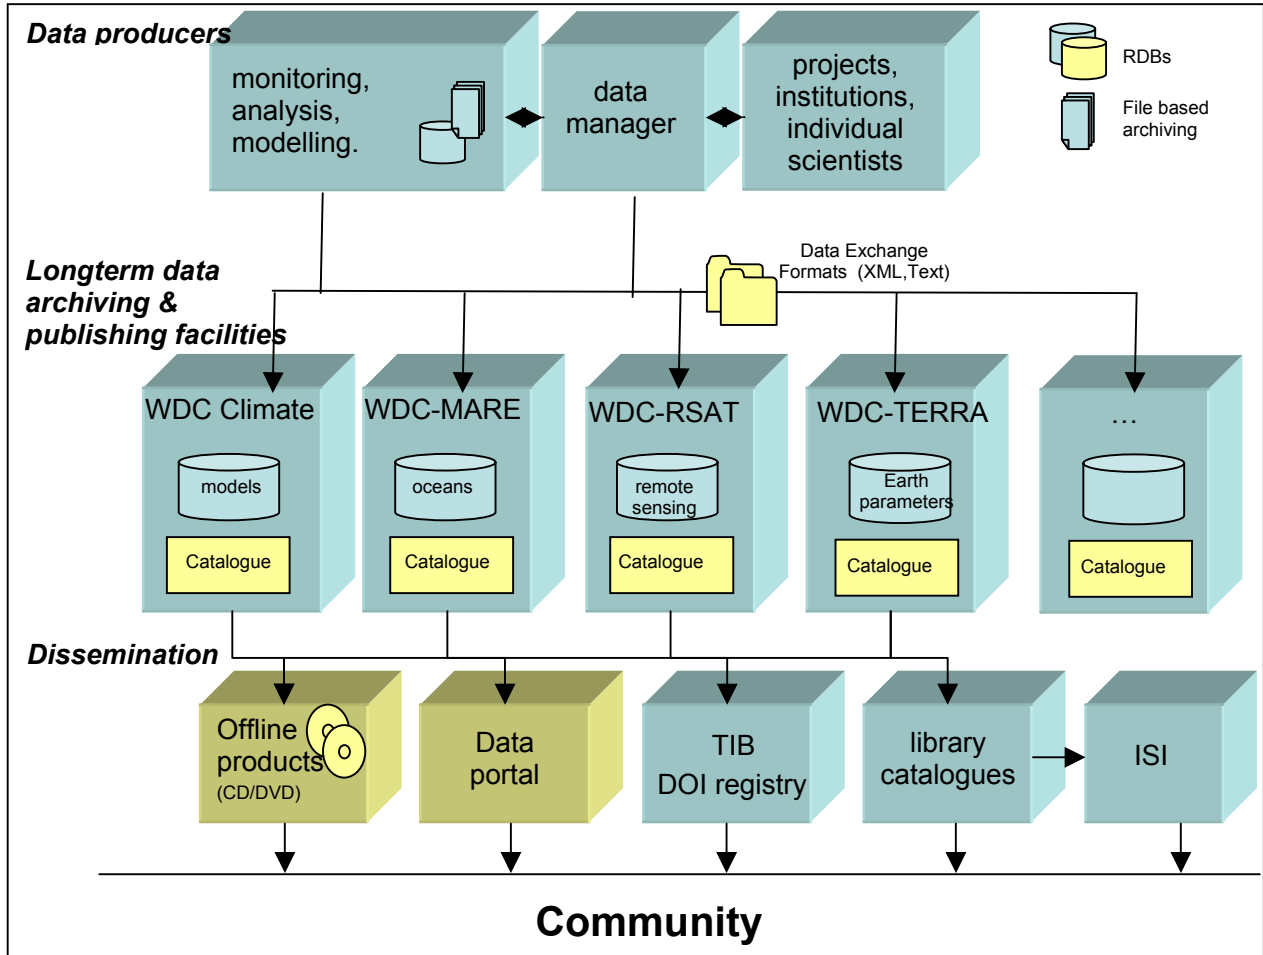 Data producers
monitoring,
analysis,
modelling.
data
manager
projects,
institutions,
individual
scientists
RDBs
File based
archiving
Longterm data
archiving &
publishing facilities
Data Exchange
Formats (XML,Text)
WDC Climate
models
Catalogue
WDC-MARE
oceans
Catalogue
WDC-RSAT
remote
sensing
Catalogue
WDC-TERRA
Earth
parameters
Catalogue
...
Catalogue
Dissemination
Offline
products
(CD/DVD)
Data
portal
TIB
DOI registry
library
catalogues
ISI
Community